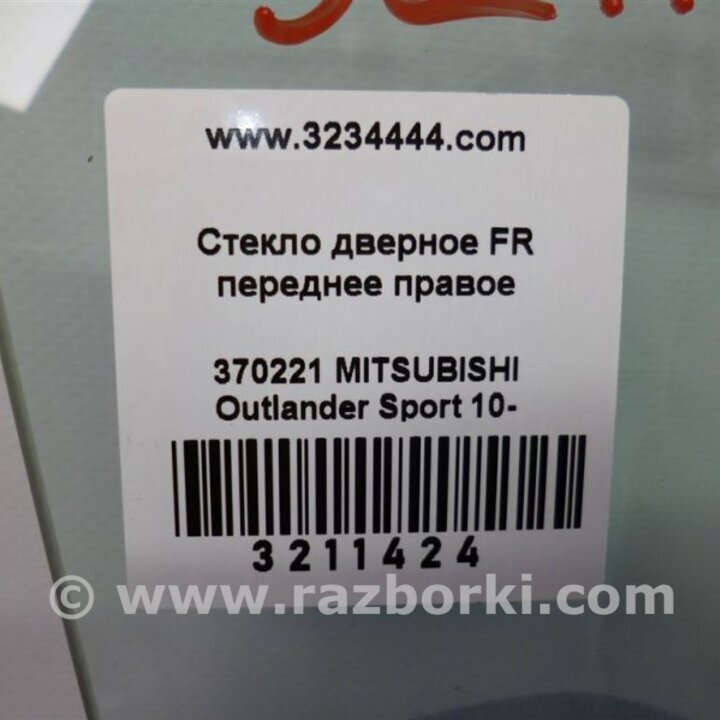 www.3234444.com
Стекло дверное FR
переднее правое
370221 MITSUBISHI
Outlander Sport 10-
3211424
© www.razborki.com